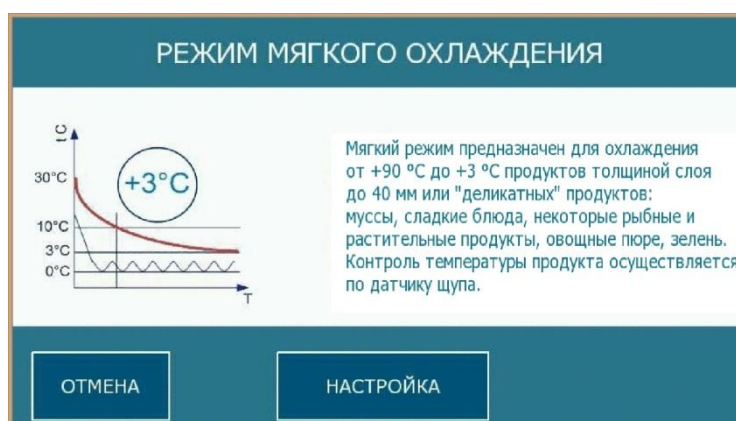 РЕЖИМ МЯГКОГО ОХЛАЖДЕНИЯ
t C
30°C
10°C
3°C
0°C
+3°C
T
Мягкий режим предназначен для охлаждения
от +90 ºС до +3 ºС продуктов толщиной слоя
до 40 мм или "деликатных" продуктов:
муссы, сладкие блюда, некоторые рыбные и
растительные продукты, овощные пюре, зелень.
Контроль температуры продукта осуществляется
по датчику щупа.
ОТМЕНА
НАСТРОЙКА